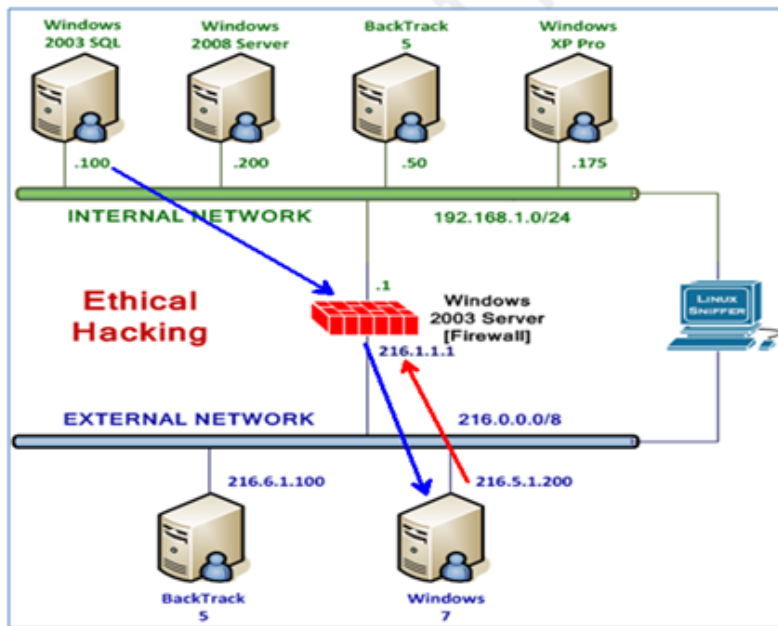 Windows
2003 SQL
Windows
2008 Server
BackTrack
5
Windows
XP Pro
.100
.200
.50
.175
INTERNAL NETWORK
192.168.1.0/24
.1
Ethical
Hacking
Windows
2003 Server
[Firewall]
LINUX
SNIFFER
216.1.1.1
EXTERNAL NETWORK
216.0.0.0/8
216.6.1.100
216.5.1.200
BackTrack
5
Windows
7